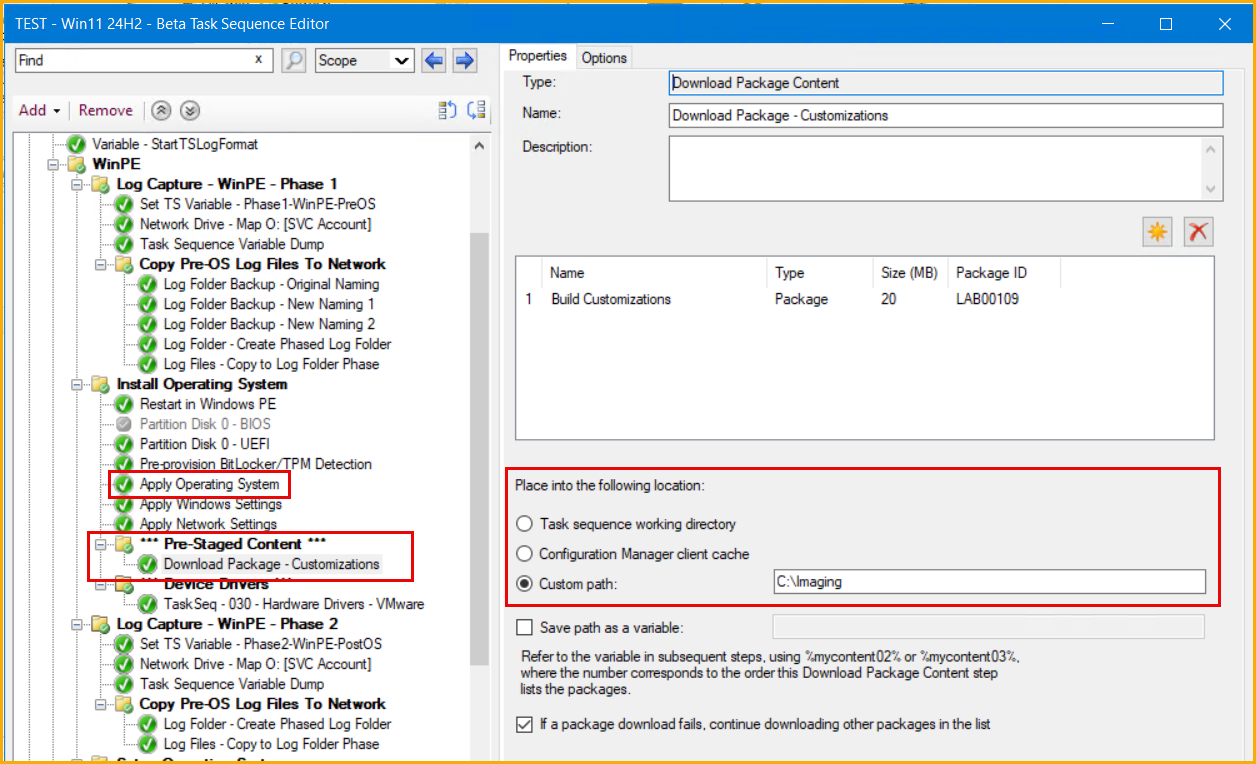 TEST - Win11 24H2 - Beta Task Sequence Editor
Find
x
Scope
Add
Remove
Variable - StartTSLogFormat
WinPE
Log Capture - WinPE - Phase 1
Set TS Variable - Phase1-WinPE-PreOS
Network Drive - Map O: [SVC Account]
Task Sequence Variable Dump
Copy Pre-OS Log Files To Network
Log Folder Backup - Original Naming
Log Folder Backup - New Naming 1
Log Folder Backup - New Naming 2
Log Folder - Create Phased Log Folder
Log Files - Copy to Log Folder Phase
Install Operating System
Restart in Windows PE
Partition Disk 0 - BIOS
Partition Disk 0 - UEFI
Pre-provision BitLocker/TPM Detection
Apply Operating System
Apply Windows Settings
Apply Network Settings
*** Pre-Staged Content ***
Download Package - Customizations
*** Device Drivers ***
TaskSeq - 030 - Hardware Drivers - VMware
Log Capture - WinPE - Phase 2
Set TS Variable - Phase2-WinPE-PostOS
Network Drive - Map O: [SVC Account]
Task Sequence Variable Dump
Copy Pre-OS Log Files To Network
Log Folder - Create Phased Log Folder
Log Files - Copy to Log Folder Phase
Properties
Options
Type:
Download Package Content
Name:
Download Package - Customizations
Description:
Name Type Size (MB) Package ID
1 Build Customizations Package 20 LAB00109
Place into the following location:
Task sequence working directory
Configuration Manager client cache
Custom path:
C:\Imaging
Save path as a variable:
Refer to the variable in subsequent steps, using %mycontent02% or %mycontent03%,
where the number corresponds to the order this Download Package Content step
lists the packages.
If a package download fails, continue downloading other packages in the list